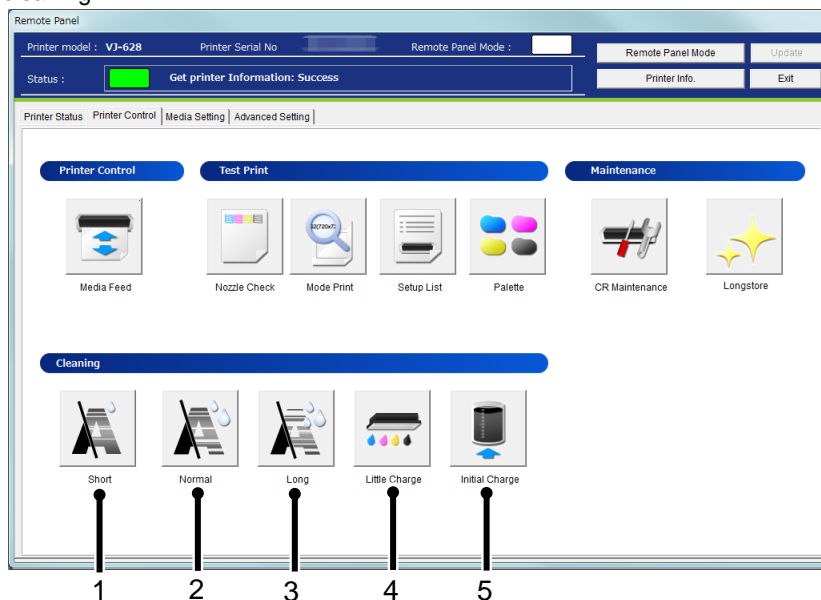 Remote Panel
Printer model : VJ-628 Printer Serial No Remote Panel Mode :
Remote Panel Mode Update
Status : Get printer Information: Success
Printer Info. Exit
Printer Status Printer Control Media Setting Advanced Setting
Printer Control Test Print Maintenance
Media Feed Nozzle Check Mode Print Setup List Palette CR Maintenance Longstore
Cleaning
Short Normal Long Little Charge Initial Charge
1 2 3 4 5